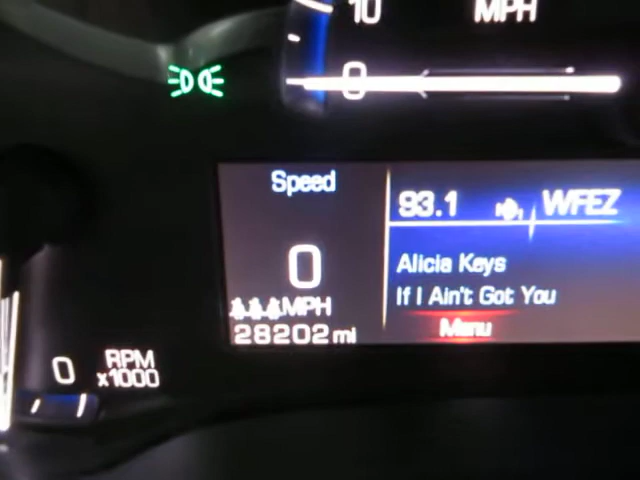 10 MPH
0
Speed
0
MPH
28202 mi
93.1 WFEZ
Alicia Keys
If I Ain't Got You
Menu
0 RPM
x1000